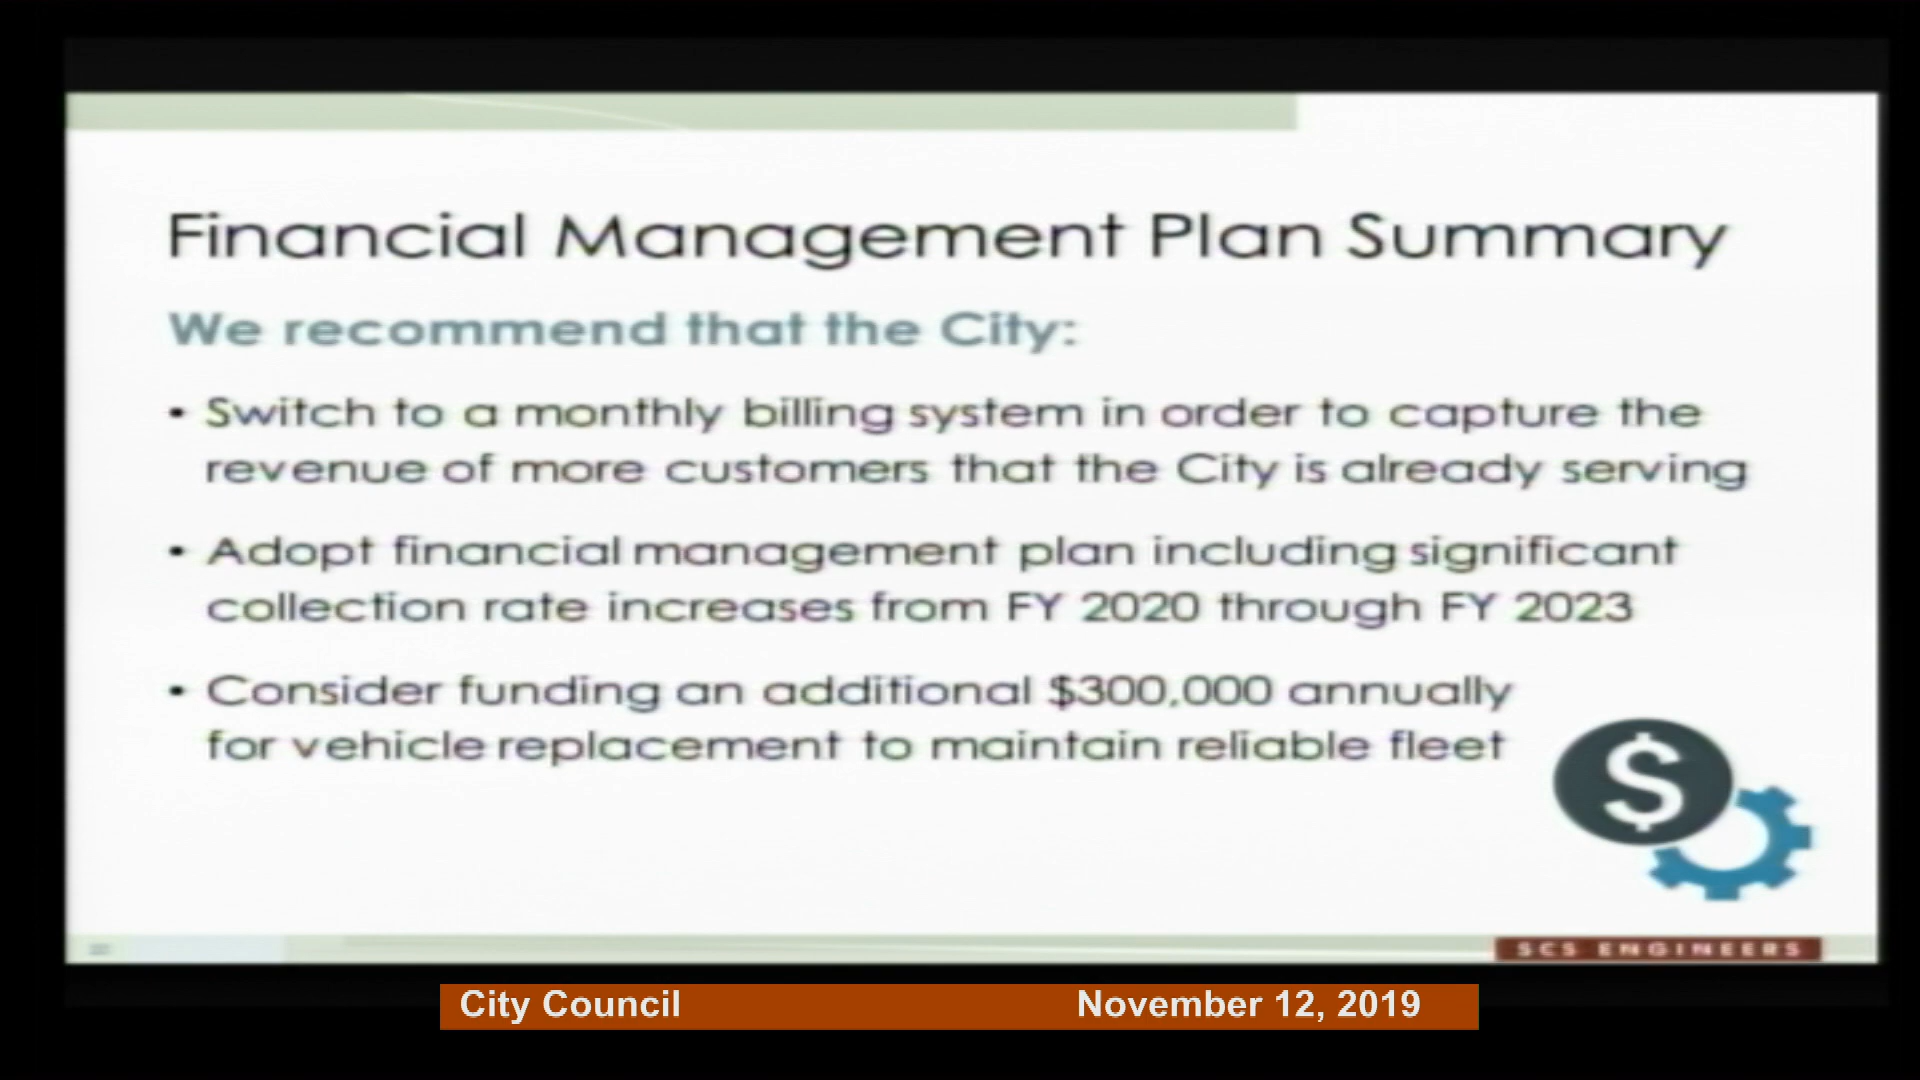 Financial Management Plan Summary
We recommend that the City:
• Switch to a monthly billing system in order to capture the
revenue of more customers that the City is already serving
• Adopt financial management plan including significant
collection rate increases from FY 2020 through FY 2023
• Consider funding an additional $300,000 annually
for vehicle replacement to maintain reliable fleet
$
SCS ENGINEERS
City Council November 12, 2019